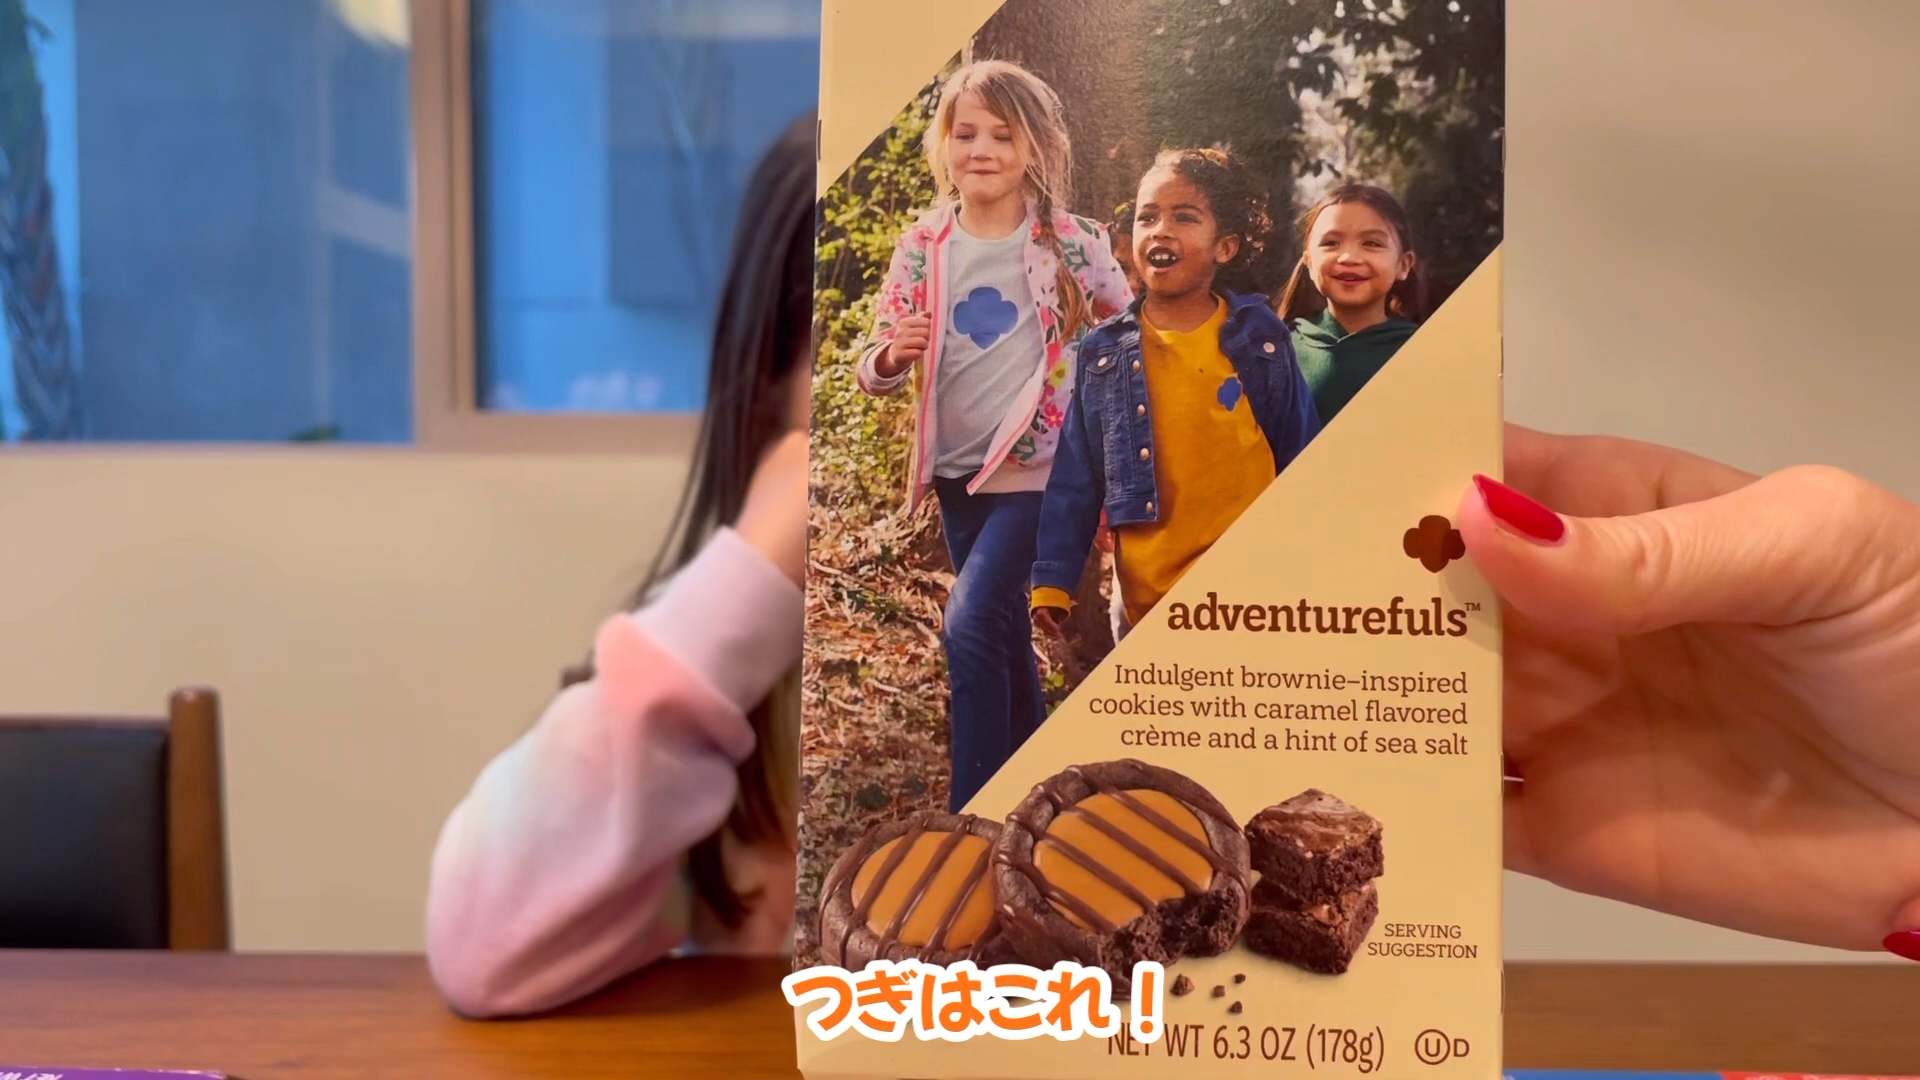 adventurefuls™
Indulgent brownie–inspired
cookies with caramel flavored
crème and a hint of sea salt
SERVING
SUGGESTION
つぎはこれ！
NET WT 6.3 OZ (178g) ⓊD